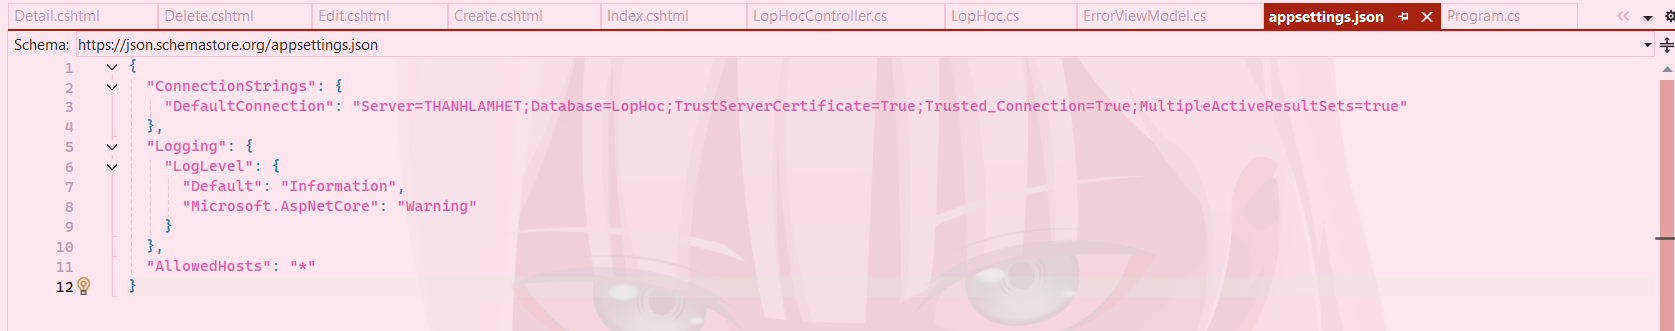 Detail.cshtml Delete.cshtml Edit.cshtml Create.cshtml Index.cshtml LopHocController.cs LopHoc.cs ErrorViewModel.cs appsettings.json Program.cs
Schema: https://json.schemastore.org/appsettings.json
1 {
2 "ConnectionStrings": {
3 "DefaultConnection": "Server=THANHLAMHET;Database=LopHoc;TrustServerCertificate=True;Trusted_Connection=True;MultipleActiveResultSets=true"
4 },
5 "Logging": {
6 "LogLevel": {
7 "Default": "Information",
8 "Microsoft.AspNetCore": "Warning"
9 }
10 },
11 "AllowedHosts": "*"
12 }